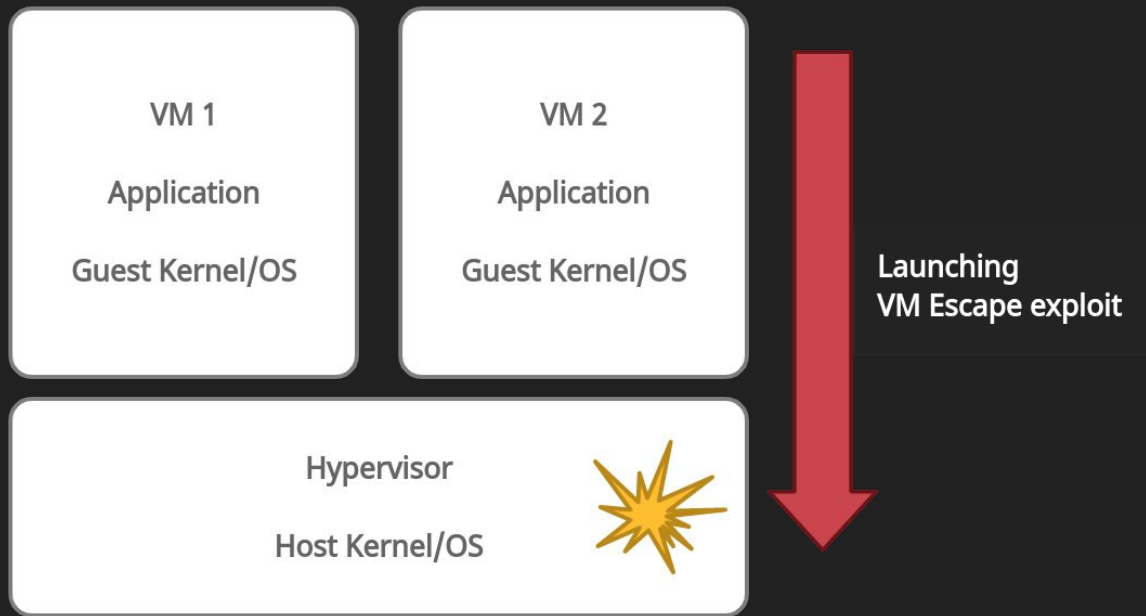 VM 1
Application
Guest Kernel/OS
VM 2
Application
Guest Kernel/OS
Launching
VM Escape exploit
Hypervisor
Host Kernel/OS